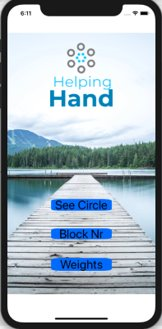 6:11
Helping
Hand
See Circle
Block Nr
Weights